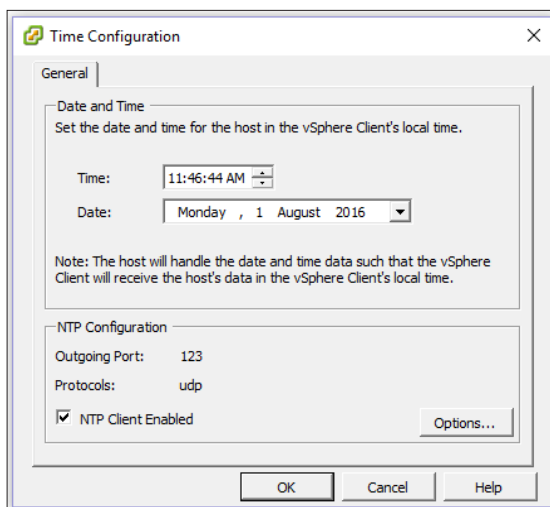 Time Configuration
General
Date and Time
Set the date and time for the host in the vSphere Client's local time.
Time: 11:46:44 AM
Date: Monday , 1 August 2016
Note: The host will handle the date and time data such that the vSphere
Client will receive the host's data in the vSphere Client's local time.
NTP Configuration
Outgoing Port: 123
Protocols: udp
NTP Client Enabled
Options...
OK Cancel Help